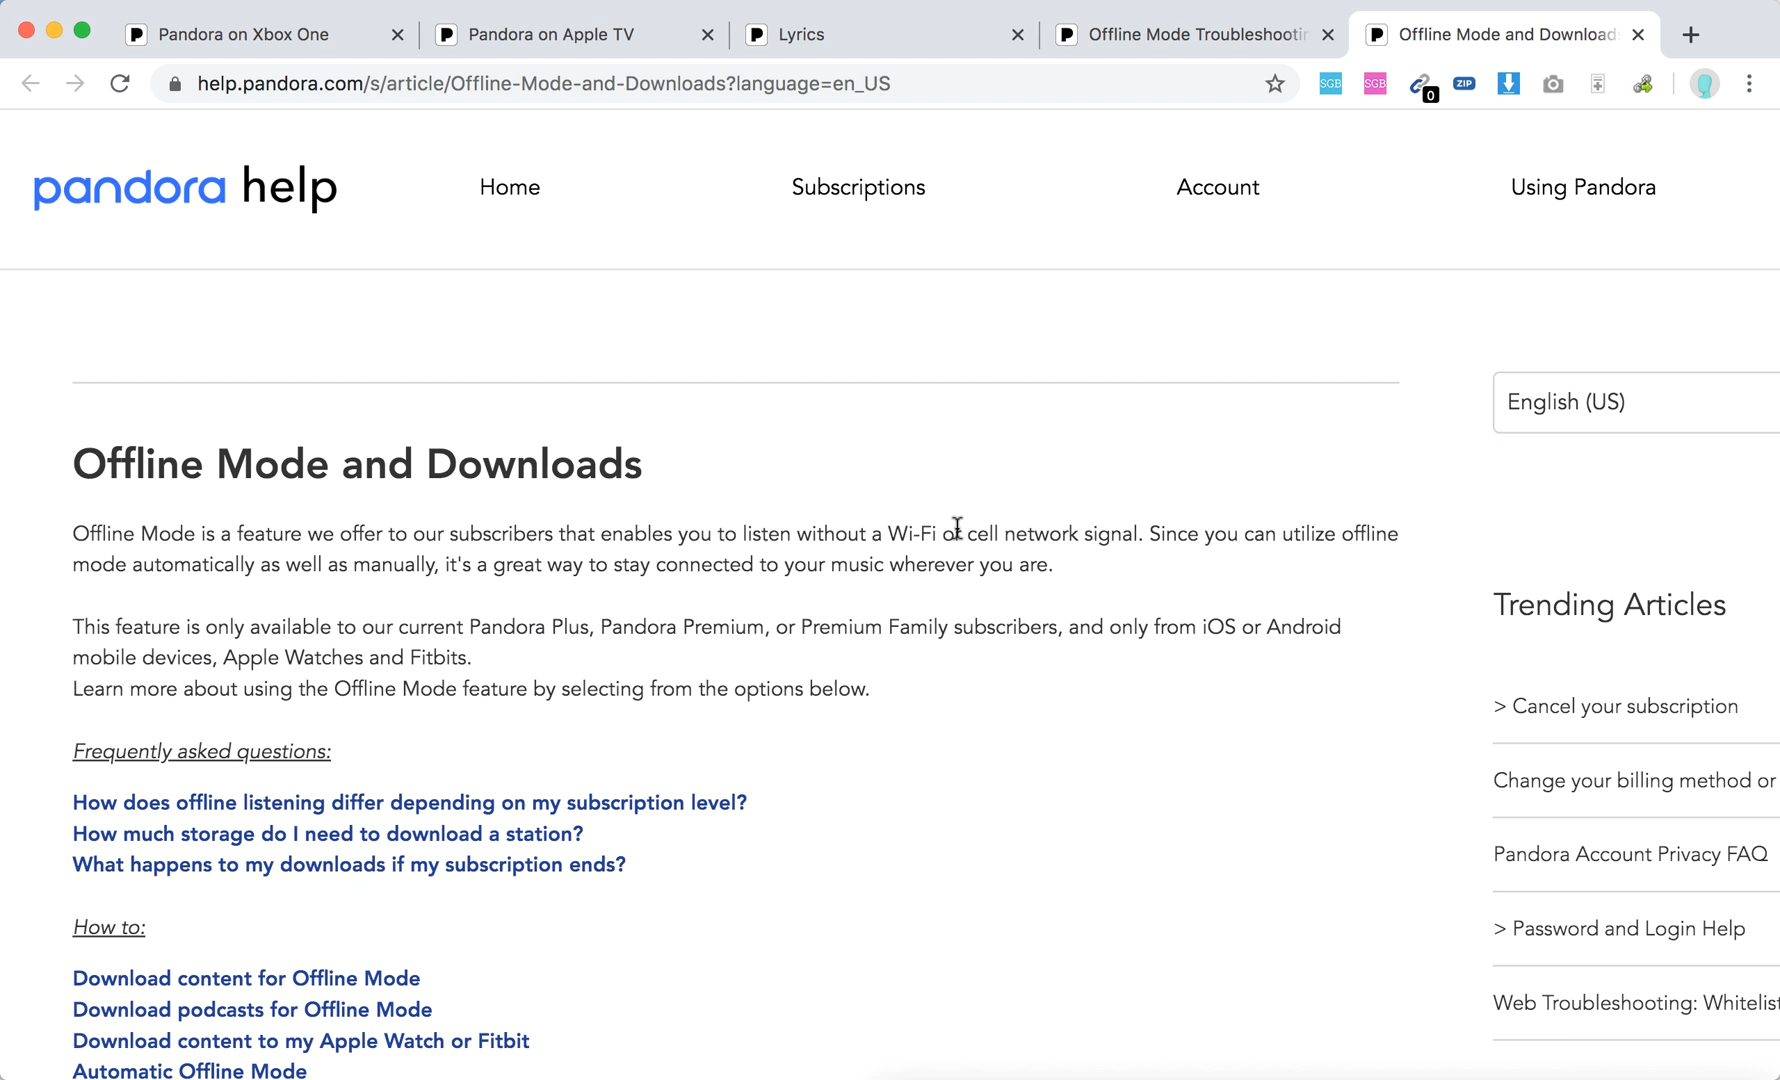 Pandora on Xbox One
Pandora on Apple TV
Lyrics
Offline Mode Troubleshootin
Offline Mode and Download
help.pandora.com/s/article/Offline-Mode-and-Downloads?language=en_US
SGB
SGB
0
ZIP
pandora help
Home
Subscriptions
Account
Using Pandora
English (US)
Offline Mode and Downloads
Offline Mode is a feature we offer to our subscribers that enables you to listen without a Wi-Fi or cell network signal. Since you can utilize offline
mode automatically as well as manually, it's a great way to stay connected to your music wherever you are.
This feature is only available to our current Pandora Plus, Pandora Premium, or Premium Family subscribers, and only from iOS or Android
mobile devices, Apple Watches and Fitbits.
Learn more about using the Offline Mode feature by selecting from the options below.
Frequently asked questions:
How does offline listening differ depending on my subscription level?
How much storage do I need to download a station?
What happens to my downloads if my subscription ends?
How to:
Download content for Offline Mode
Download podcasts for Offline Mode
Download content to my Apple Watch or Fitbit
Automatic Offline Mode
Trending Articles
> Cancel your subscription
Change your billing method or
Pandora Account Privacy FAQ
> Password and Login Help
Web Troubleshooting: Whitelist